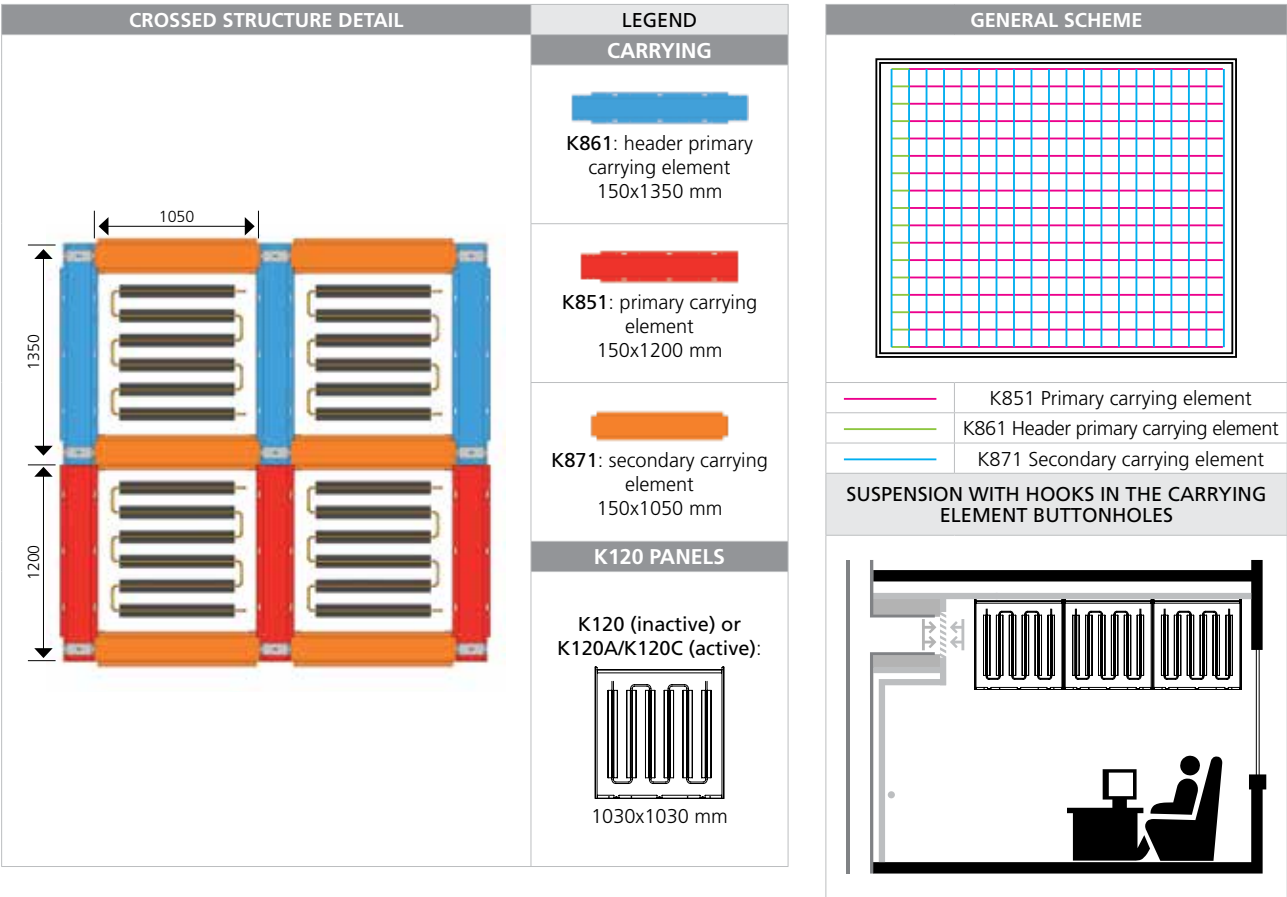 CROSSED STRUCTURE DETAIL
1050
1350
1200
LEGEND
CARRYING
K861: header primary
carrying element
150x1350 mm
K851: primary carrying
element
150x1200 mm
K871: secondary carrying
element
150x1050 mm
K120 PANELS
K120 (inactive) or
K120A/K120C (active):
1030x1030 mm
GENERAL SCHEME
K851 Primary carrying element
K861 Header primary carrying element
K871 Secondary carrying element
SUSPENSION WITH HOOKS IN THE CARRYING
ELEMENT BUTTONHOLES